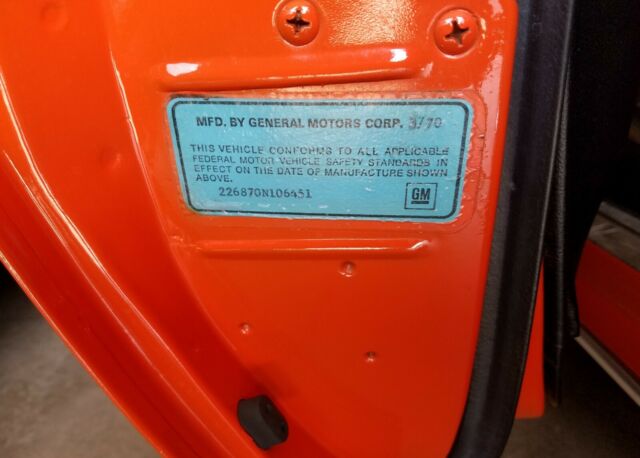 MFD. BY GENERAL MOTORS CORP. 3/70
THIS VEHICLE CONFORMS TO ALL APPLICABLE
FEDERAL MOTOR VEHICLE SAFETY STANDARDS IN
EFFECT ON THE DATE OF MANUFACTURE SHOWN
ABOVE.
226870N106451
GM